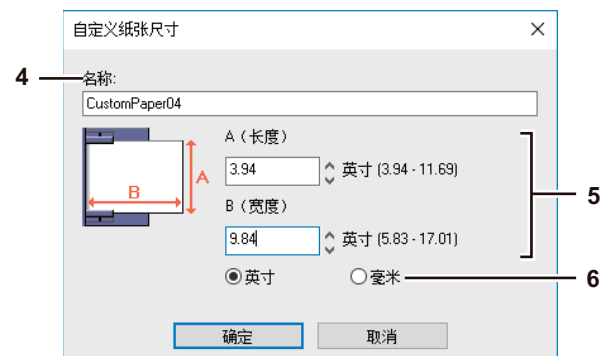 自定义纸张尺寸
4
名称:
CustomPaper04
A（长度）
3.94 英寸 (3.94 - 11.69)
A
B
B（宽度）
5
9.84 英寸 (5.83 - 17.01)
英寸 毫米 6
确定 取消